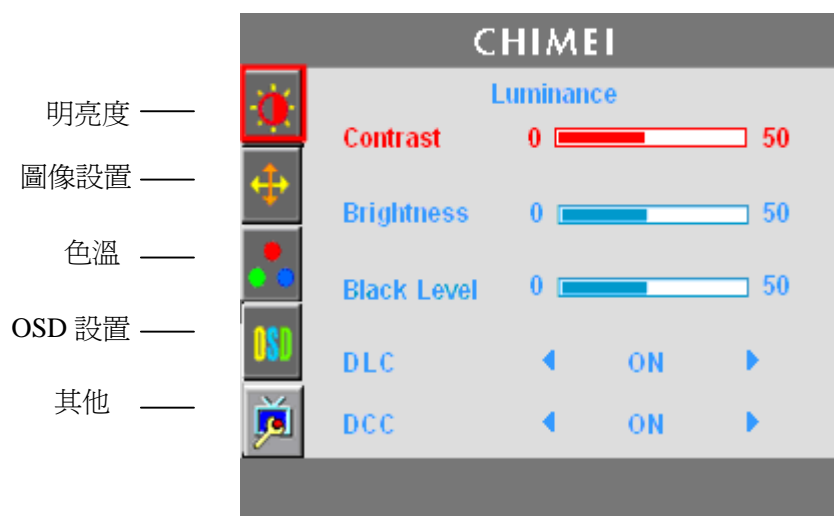 CHIMEI
明亮度
圖像設置
色溫
OSD 設置
其他
OSD
Luminance
Contrast 0 50
Brightness 0 50
Black Level 0 50
DLC ON
DCC ON